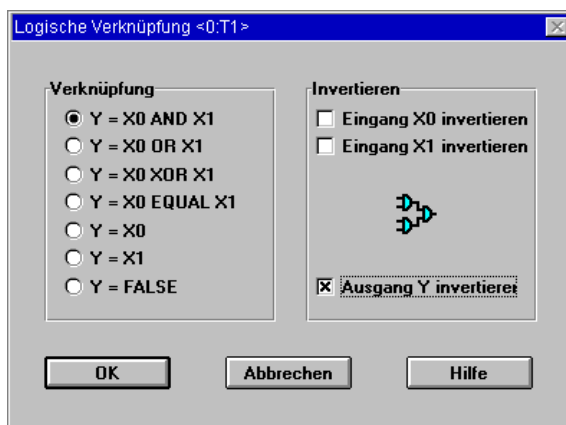 Logische Verknüpfung <0:T1>
Verknüpfung
Y = X0 AND X1
Y = X0 OR X1
Y = X0 XOR X1
Y = X0 EQUAL X1
Y = X0
Y = X1
Y = FALSE
Invertieren
Eingang X0 invertieren
Eingang X1 invertieren
Ausgang Y invertieren
OK
Abbrechen
Hilfe